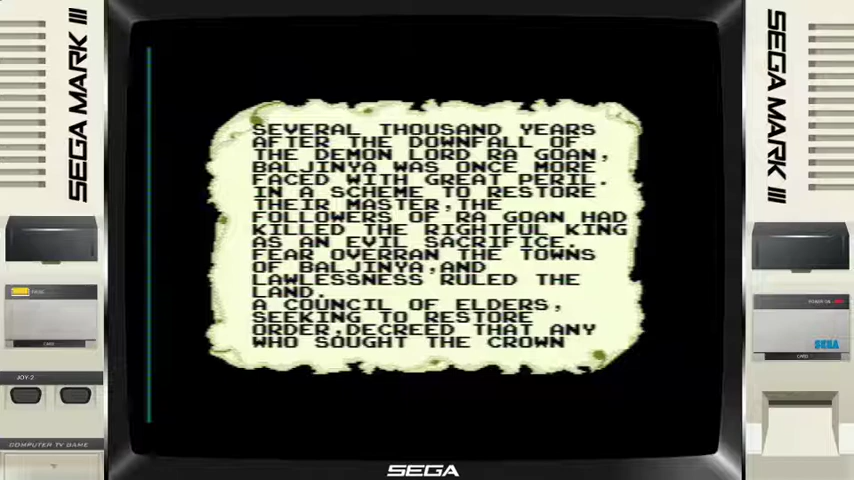 SEGA MARK III
SEVERAL THOUSAND YEARS
AFTER THE DOWNFALL OF
THE DEMON LORD RA GOAN,
BALJINYA WAS ONCE MORE
FACED WITH GREAT PERIL.
IN A SCHEME TO RESTORE
THEIR MASTER,THE
FOLLOWERS OF RA GOAN HAD
KILLED THE RIGHTFUL KING
AS AN EVIL SACRIFICE.
FEAR OVERRAN THE TOWNS
OF BALJINYA,AND
LAWLESSNESS RULED THE
LAND.
A COUNCIL OF ELDERS,
SEEKING TO RESTORE
ORDER,DECREED THAT ANY
WHO SOUGHT THE CROWN
SEGA MARK III
CARD
JOY-2
COMPUTER TV GAME
POWER ON
SEGA
CARD
SEGA